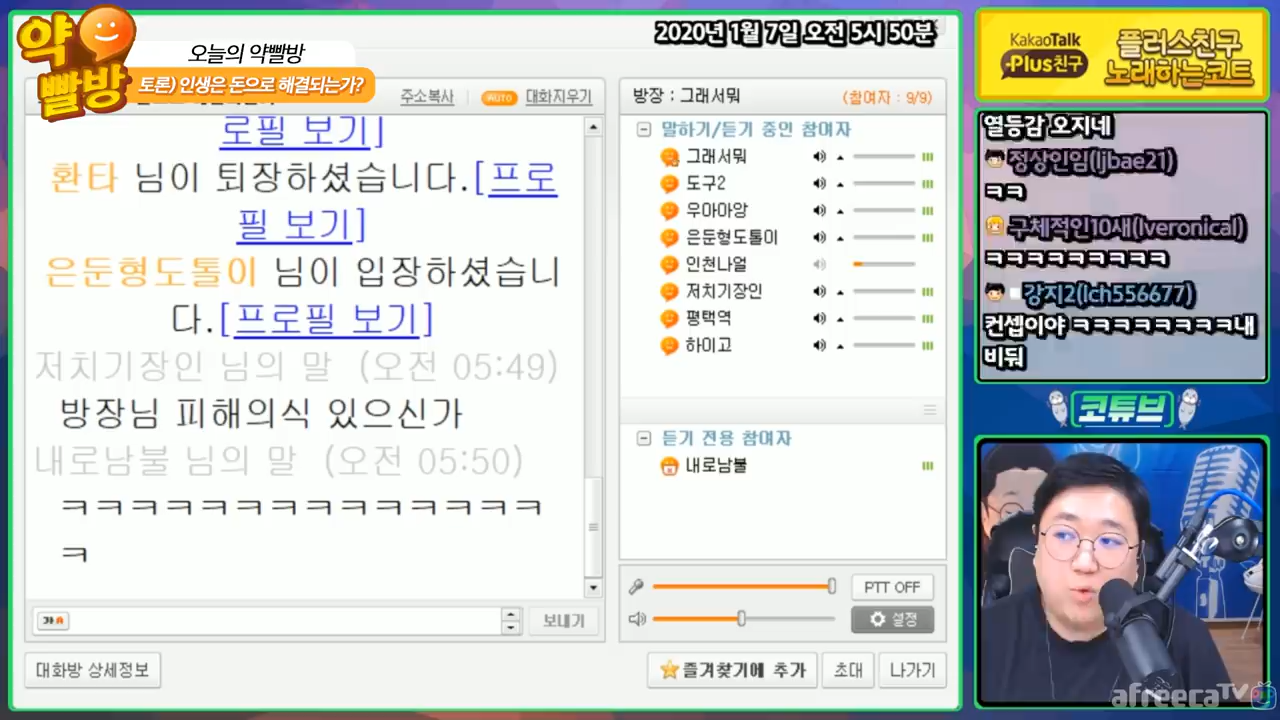 약빨방
오늘의 약빨방
토론) 인생은 돈으로 해결되는가?
2020년 1월 7일 오전 5시 50분
주소복사
AUTO
대화지우기
로필 보기]
환타 님이 퇴장하셨습니다.[프로
필 보기]
은둔형도톨이 님이 입장하셨습니
다.[프로필 보기]
저치기장인 님의 말 (오전 05:49)
방장님 피해의식 있으신가
내로남불 님의 말 (오전 05:50)
ㅋㅋㅋㅋㅋㅋㅋㅋㅋㅋㅋㅋㅋㅋ
ㅋ
가
보내기
대화방 상세정보
방장 : 그래서뭐
(참여자 : 9/9)
말하기/듣기 중인 참여자
그래서뭐
도구2
우아아앙
은둔형도톨이
인천나얼
저치기장인
평택역
하이고
듣기 전용 참여자
내로남불
PTT OFF
설정
즐겨찾기에 추가
초대
나가기
KakaoTalk
Plus친구
플러스친구
노래하는코트
열등감 오지네
정상인임(ljbae21)
ㅋㅋ
구체적인10새(lveronical)
ㅋㅋㅋㅋㅋㅋㅋㅋㅋ
강지2(lch556677)
컨셉이야 ㅋㅋㅋㅋㅋㅋㅋㅋ내
비둬
코튜브
afreecaTV